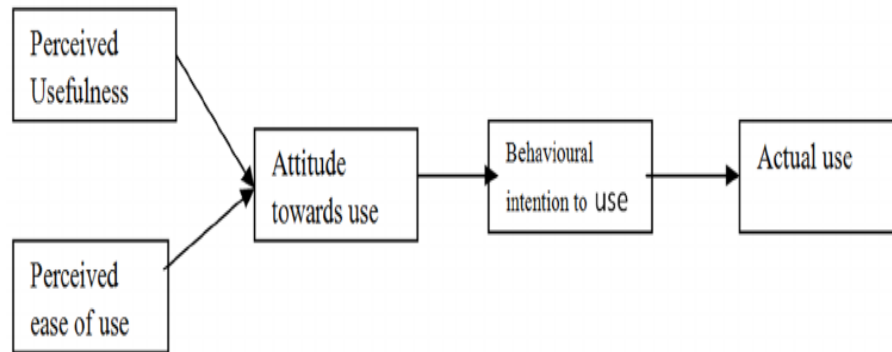 Perceived
Usefulness
Attitude
towards use
Behavioural
intention to use
Actual use
Perceived
ease of use